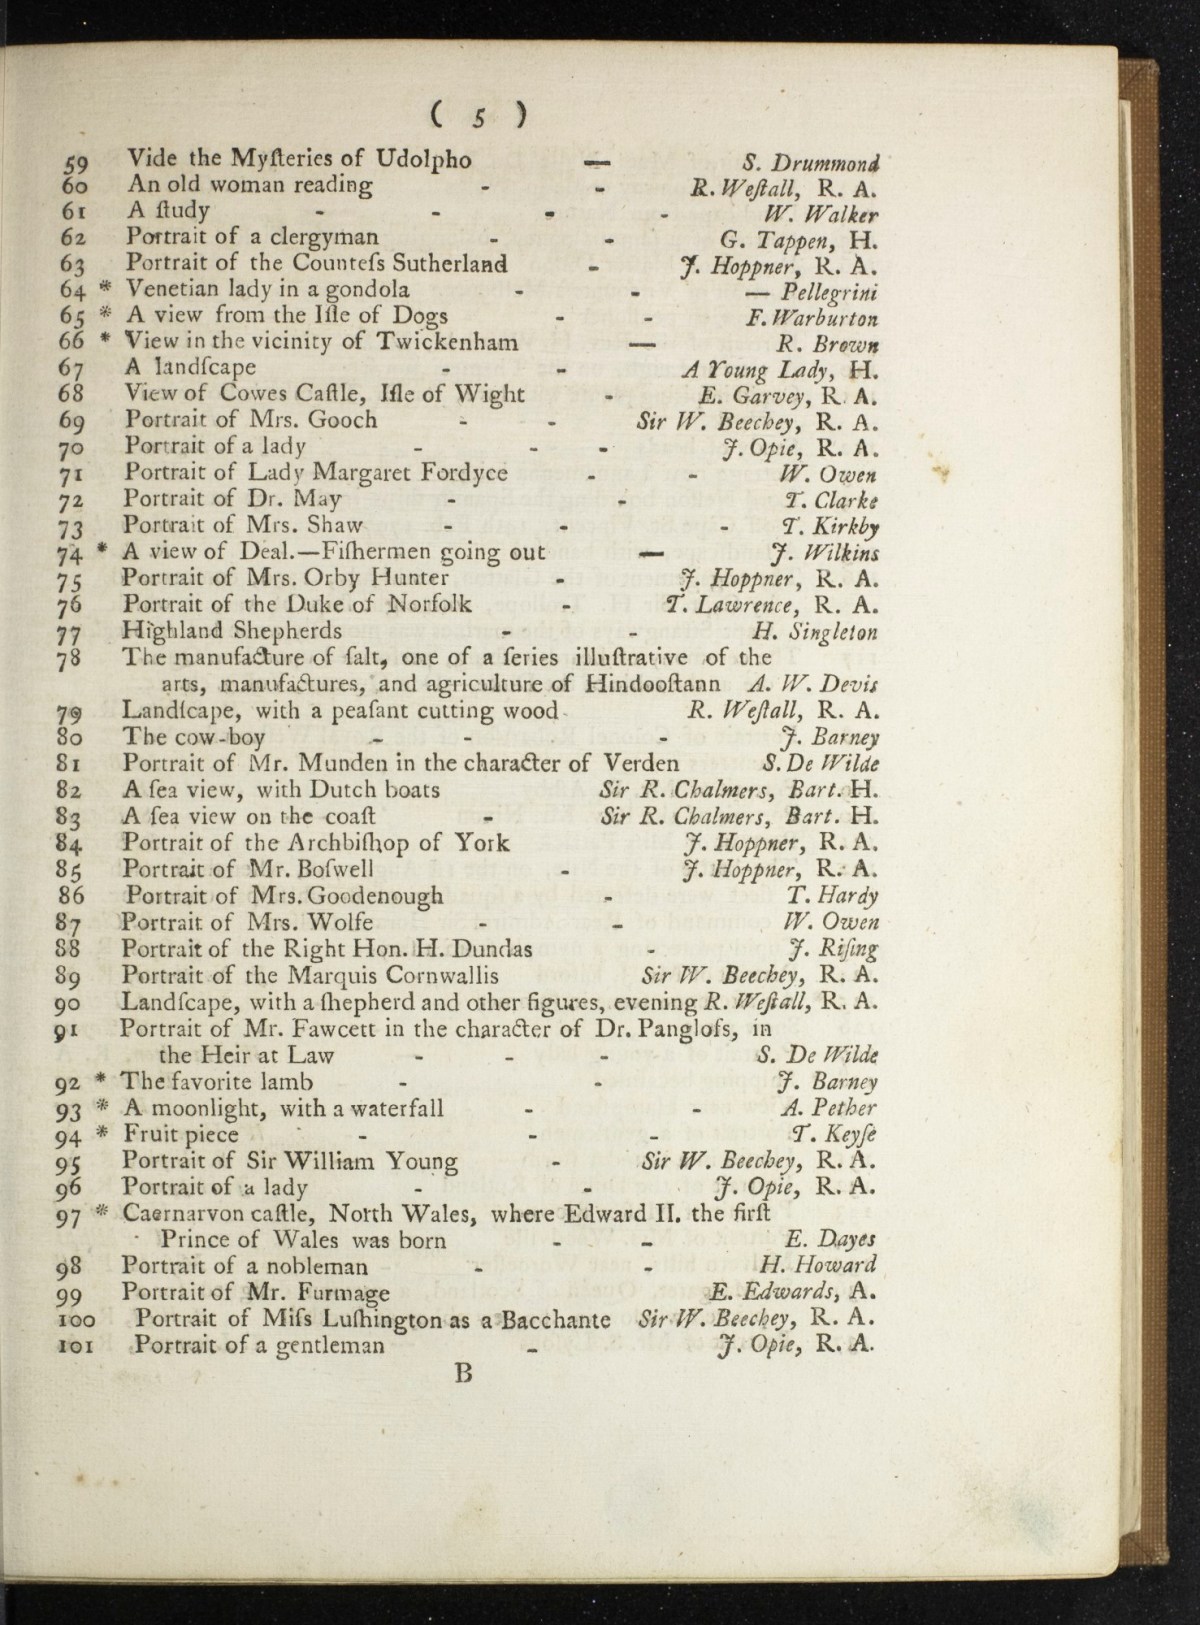 ( 5 )
59 Vide the Myſteries of Udolpho — S. Drummond
60 An old woman reading - - R. Weſtall, R. A.
61 A ſtudy - - - - W. Walker
62 Portrait of a clergyman - - G. Tappen, H.
63 Portrait of the Counteſs Sutherland - J. Hoppner, R. A.
64 * Venetian lady in a gondola - - — Pellegrini
65 * A view from the Iſle of Dogs - - F. Warburton
66 * View in the vicinity of Twickenham — R. Brown
67 A landſcape - - A Young Lady, H.
68 View of Cowes Caſtle, Iſle of Wight - E. Garvey, R. A.
69 Portrait of Mrs. Gooch - - Sir W. Beechey, R. A.
70 Portrait of a lady - - - J. Opie, R. A.
71 Portrait of Lady Margaret Fordyce - - W. Owen
72 Portrait of Dr. May - - T. Clarke
73 Portrait of Mrs. Shaw - - - T. Kirkby
74 * A view of Deal.—Fiſhermen going out — J. Wilkins
75 Portrait of Mrs. Orby Hunter - J. Hoppner, R. A.
76 Portrait of the Duke of Norfolk - T. Lawrence, R. A.
77 Highland Shepherds - - H. Singleton
78 The manufacture of ſalt, one of a ſeries illuſtrative of the
arts, manufactures, and agriculture of Hindooſtann A. W. Devis
79 Landſcape, with a peaſant cutting wood R. Weſtall, R. A.
80 The cow-boy - - - J. Barney
81 Portrait of Mr. Munden in the character of Verden S. De Wilde
82 A ſea view, with Dutch boats Sir R. Chalmers, Bart. H.
83 A ſea view on the coaſt - Sir R. Chalmers, Bart. H.
84 Portrait of the Archbiſhop of York J. Hoppner, R. A.
85 Portrait of Mr. Boſwell - J. Hoppner, R. A.
86 Portrait of Mrs. Goodenough - T. Hardy
87 Portrait of Mrs. Wolfe - - W. Owen
88 Portrait of the Right Hon. H. Dundas - J. Riſing
89 Portrait of the Marquis Cornwallis Sir W. Beechey, R. A.
90 Landſcape, with a ſhepherd and other figures, evening R. Weſtall, R. A.
91 Portrait of Mr. Fawcett in the character of Dr. Pangloſs, in
the Heir at Law - - - S. De Wilde
92 * The favorite lamb - - J. Barney
93 * A moonlight, with a waterfall - - A. Pether
94 * Fruit piece - - - T. Keyſe
95 Portrait of Sir William Young - Sir W. Beechey, R. A.
96 Portrait of a lady - - J. Opie, R. A.
97 * Caernarvon caſtle, North Wales, where Edward II. the firſt
Prince of Wales was born - - E. Dayes
98 Portrait of a nobleman - - H. Howard
99 Portrait of Mr. Furmage E. Edwards, A.
100 Portrait of Miſs Luſhington as a Bacchante Sir W. Beechey, R. A.
101 Portrait of a gentleman - J. Opie, R. A.
B